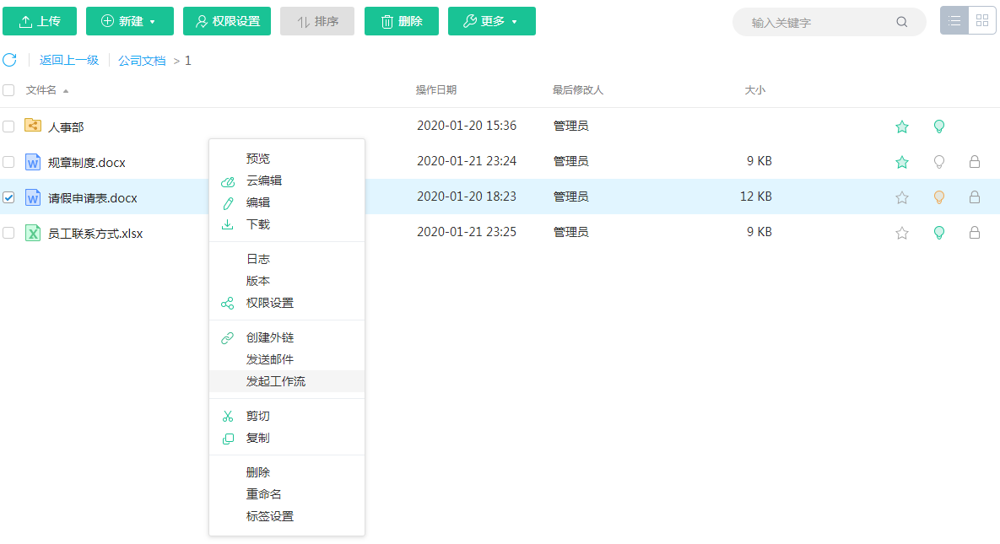 上传 新建 权限设置 排序 删除 更多 输入关键字
返回上一级 公司文档 > 1
文件名 操作日期 最后修改人 大小
人事部 2020-01-20 15:36 管理员
规章制度.docx 2020-01-21 23:24 管理员 9 KB
请假申请表.docx 2020-01-20 18:23 管理员 12 KB
员工联系方式.xlsx 2020-01-21 23:25 管理员 9 KB
预览
云编辑
编辑
下载
日志
版本
权限设置
创建外链
发送邮件
发起工作流
剪切
复制
删除
重命名
标签设置